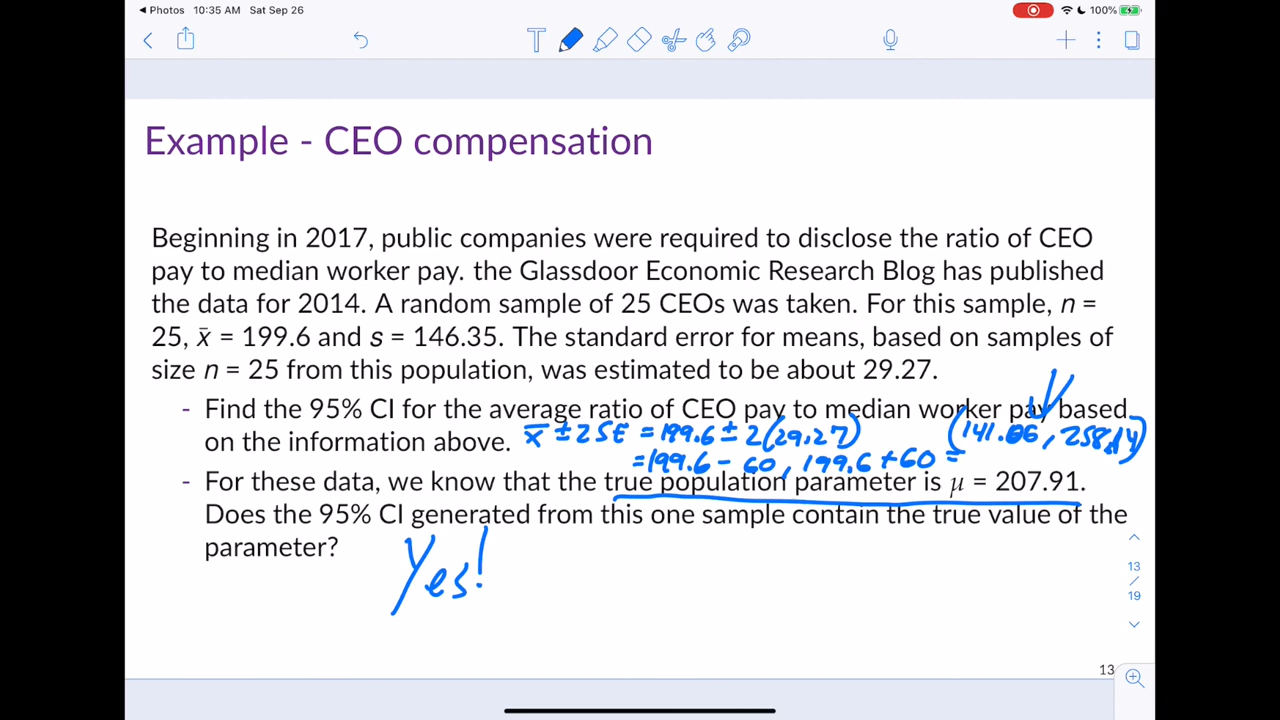 Photos 10:35 AM Sat Sep 26 100%
Example - CEO compensation
Beginning in 2017, public companies were required to disclose the ratio of CEO
pay to median worker pay. the Glassdoor Economic Research Blog has published
the data for 2014. A random sample of 25 CEOs was taken. For this sample, n =
25, x̄ = 199.6 and s = 146.35. The standard error for means, based on samples of
size n = 25 from this population, was estimated to be about 29.27.
- Find the 95% CI for the average ratio of CEO pay to median worker pay based
on the information above. x̄ ± 2SE = 199.6 ± 2(29.27) (141.06, 258.14)
= 199.6 - 60, 199.6 + 60 =
- For these data, we know that the true population parameter is μ = 207.91.
Does the 95% CI generated from this one sample contain the true value of the
parameter?
Yes!
13
/
19
13